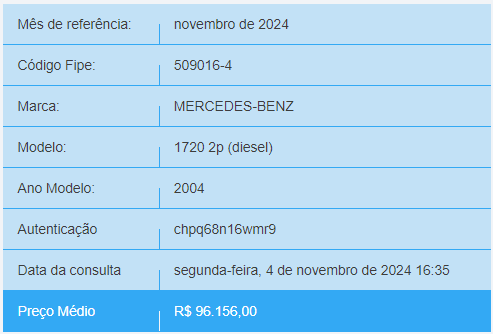 Mês de referência: novembro de 2024
Código Fipe: 509016-4
Marca: MERCEDES-BENZ
Modelo: 1720 2p (diesel)
Ano Modelo: 2004
Autenticação chpq68n16wmr9
Data da consulta segunda-feira, 4 de novembro de 2024 16:35
Preço Médio R$ 96.156,00